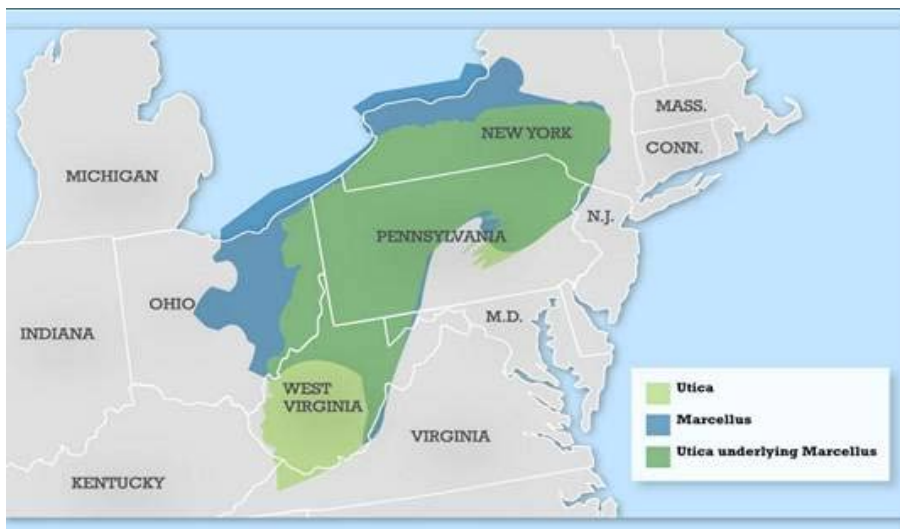 MASS.
NEW YORK
CONN.
MICHIGAN
N.J.
PENNSYLVANIA
OHIO
M.D.
INDIANA
WEST
VIRGINIA
VIRGINIA
KENTUCKY
Utica
Marcellus
Utica underlying Marcellus